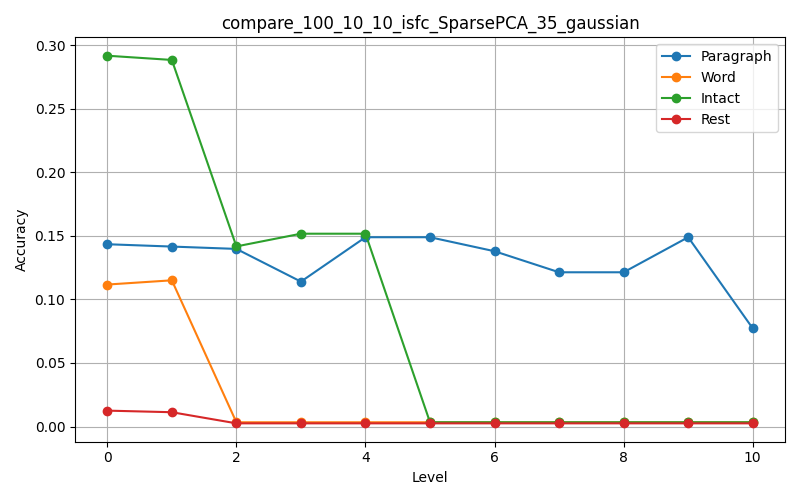 compare_100_10_10_isfc_SparsePCA_35_gaussian
Paragraph
Word
Intact
Rest
Accuracy
0.30
0.25
0.20
0.15
0.10
0.05
0.00
0 2 4 6 8 10
Level